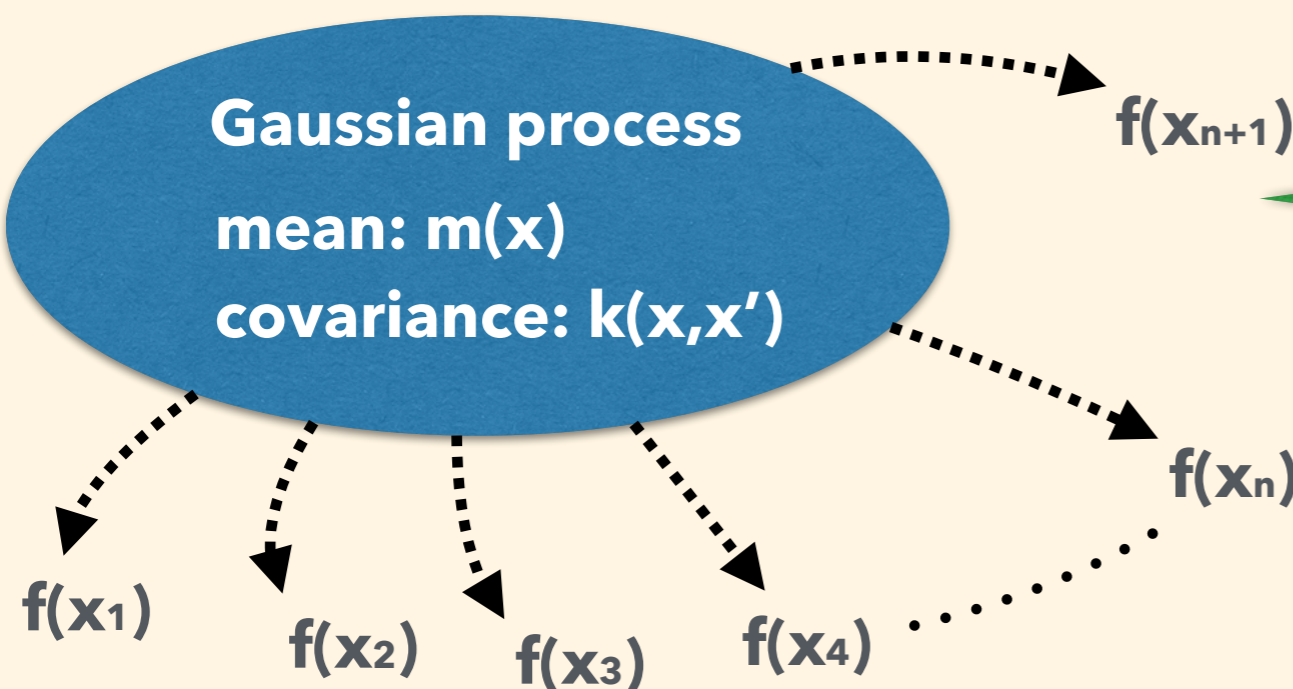 Gaussian process
mean: m(x)
covariance: k(x,x′)
f(xₙ₊₁)
f(xₙ)
f(x₁)
f(x₂)
f(x₃)
f(x₄)